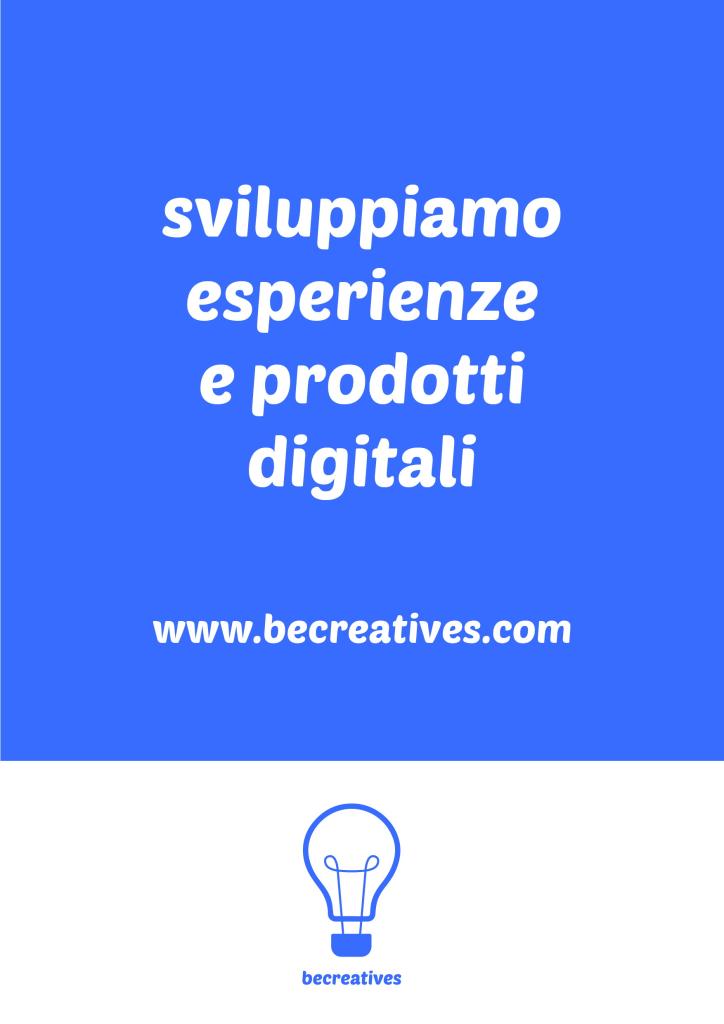 sviluppiamo
esperienze
e prodotti
digitali
www.becreatives.com
becreatives